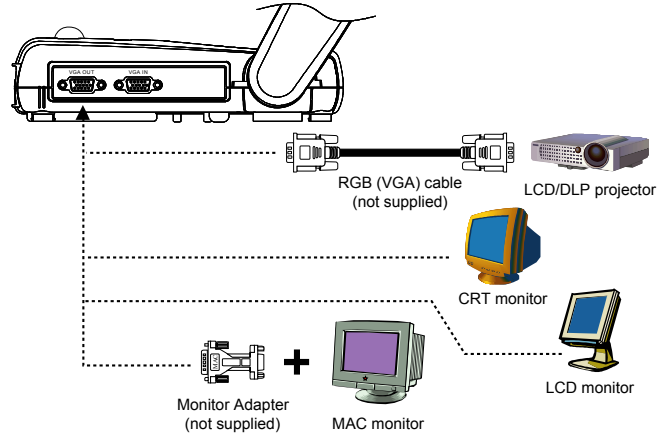 VGA OUT
VGA IN
RGB (VGA) cable
(not supplied)
LCD/DLP projector
CRT monitor
LCD monitor
Monitor Adapter
(not supplied)
MAC monitor